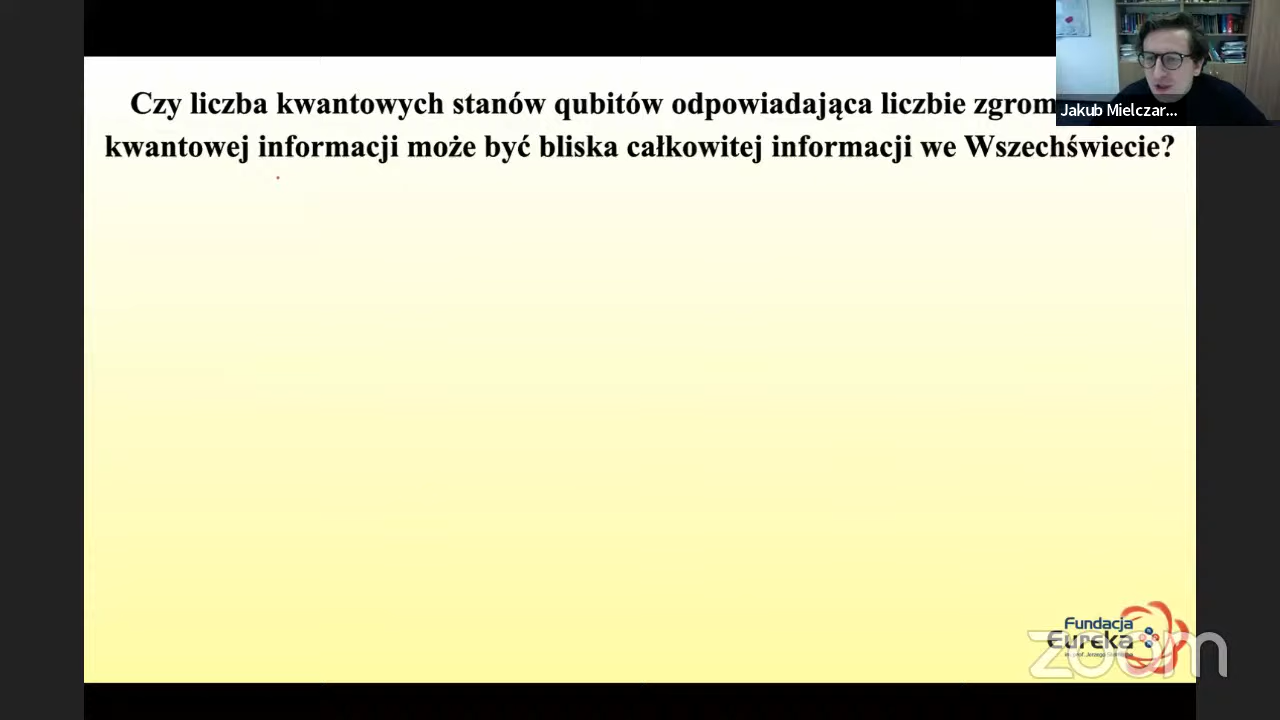 Czy liczba kwantowych stanów qubitów odpowiadająca liczbie
kwantowej informacji może być bliska całkowitej informacji we Wszechświecie?
Jakub Mielczar...
Fundacja
Eureka
zoom